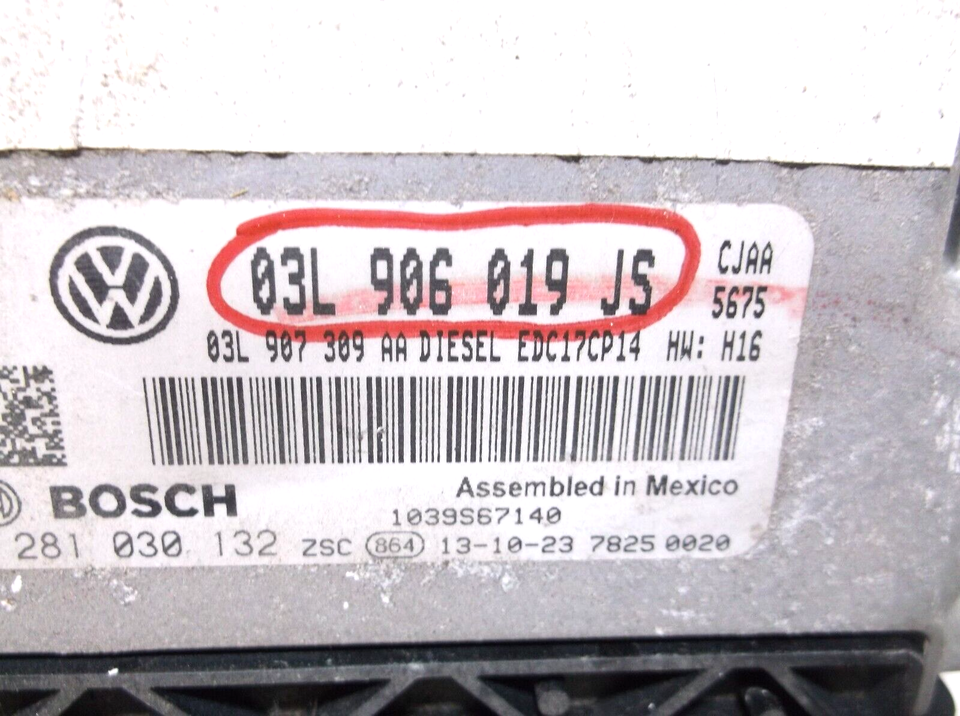 03L 906 019 JS
CJAA
5675
03L 907 309 AA DIESEL EDC17CP14 HW: H16
BOSCH
Assembled in Mexico
1039S67140
281 030 132 ZSC 864 13-10-23 7825 0020